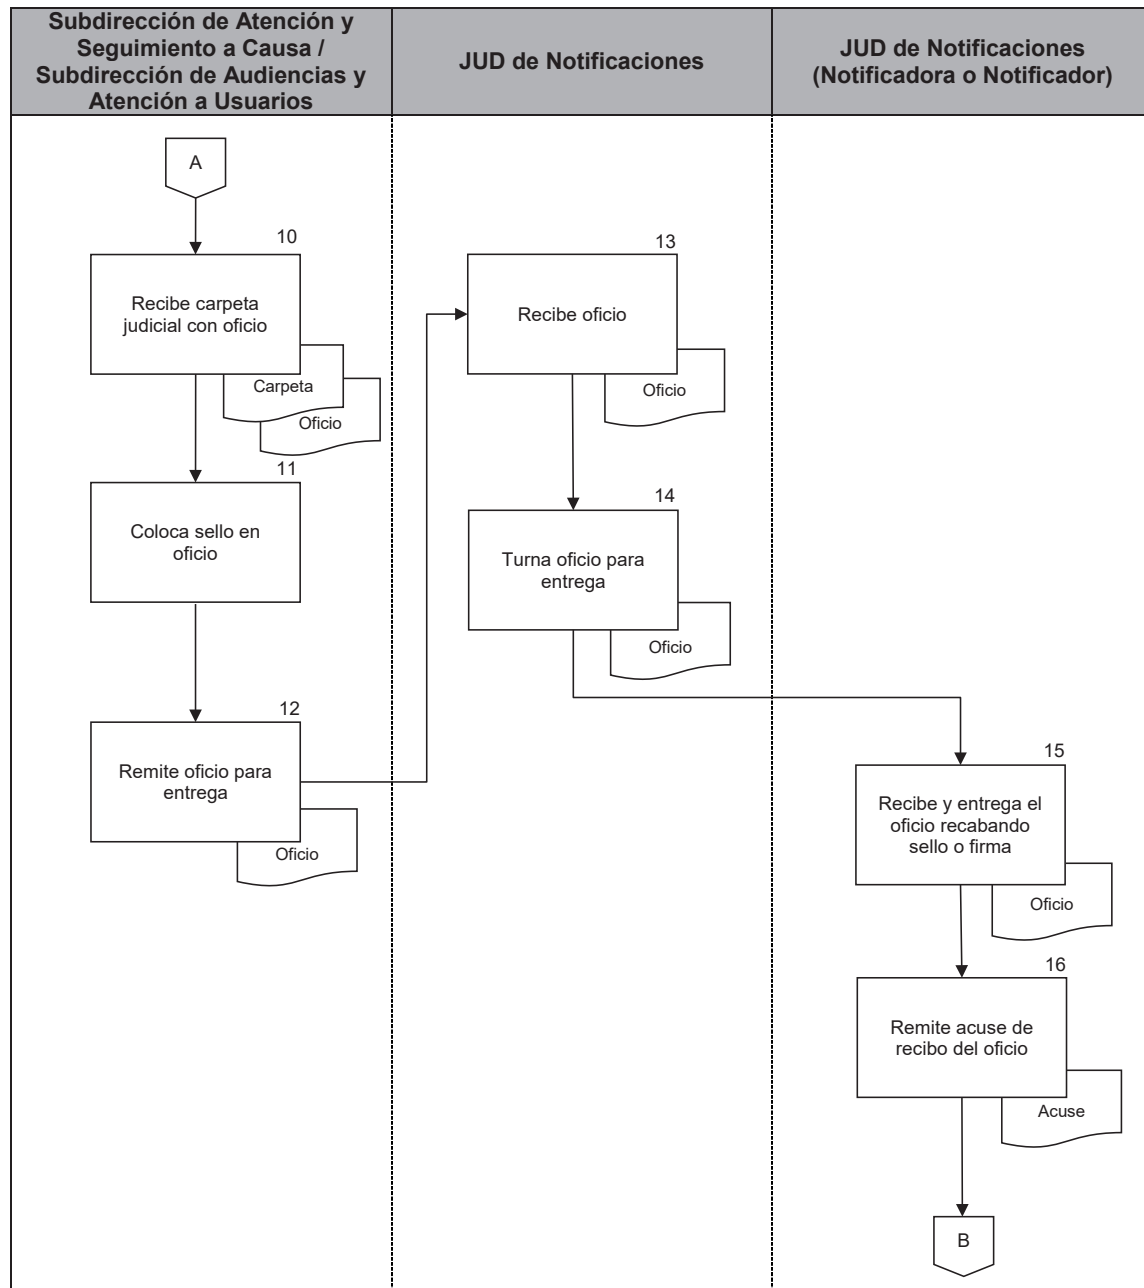 Subdirección de Atención y
Seguimiento a Causa /
Subdirección de Audiencias y
Atención a Usuarios
JUD de Notificaciones
JUD de Notificaciones
(Notificadora o Notificador)
A
10
Recibe carpeta
judicial con oficio
Carpeta
Oficio
11
Coloca sello en
oficio
12
Remite oficio para
entrega
Oficio
13
Recibe oficio
Oficio
14
Turna oficio para
entrega
Oficio
15
Recibe y entrega el
oficio recabando
sello o firma
Oficio
16
Remite acuse de
recibo del oficio
Acuse
B